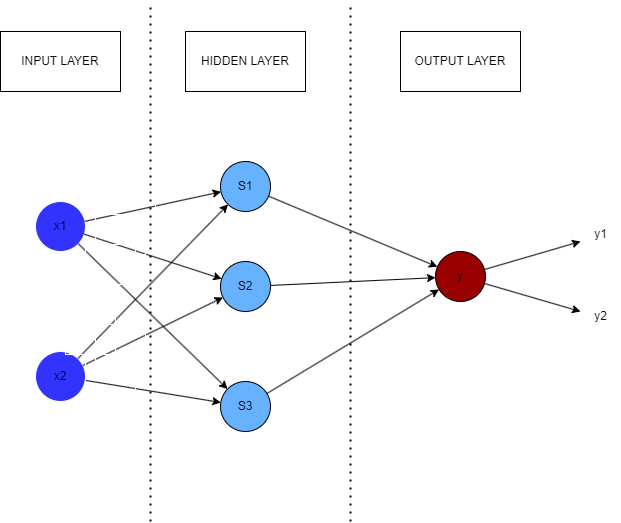 INPUT LAYER
HIDDEN LAYER
OUTPUT LAYER
x1
x2
S1
S2
S3
y
y1
y2